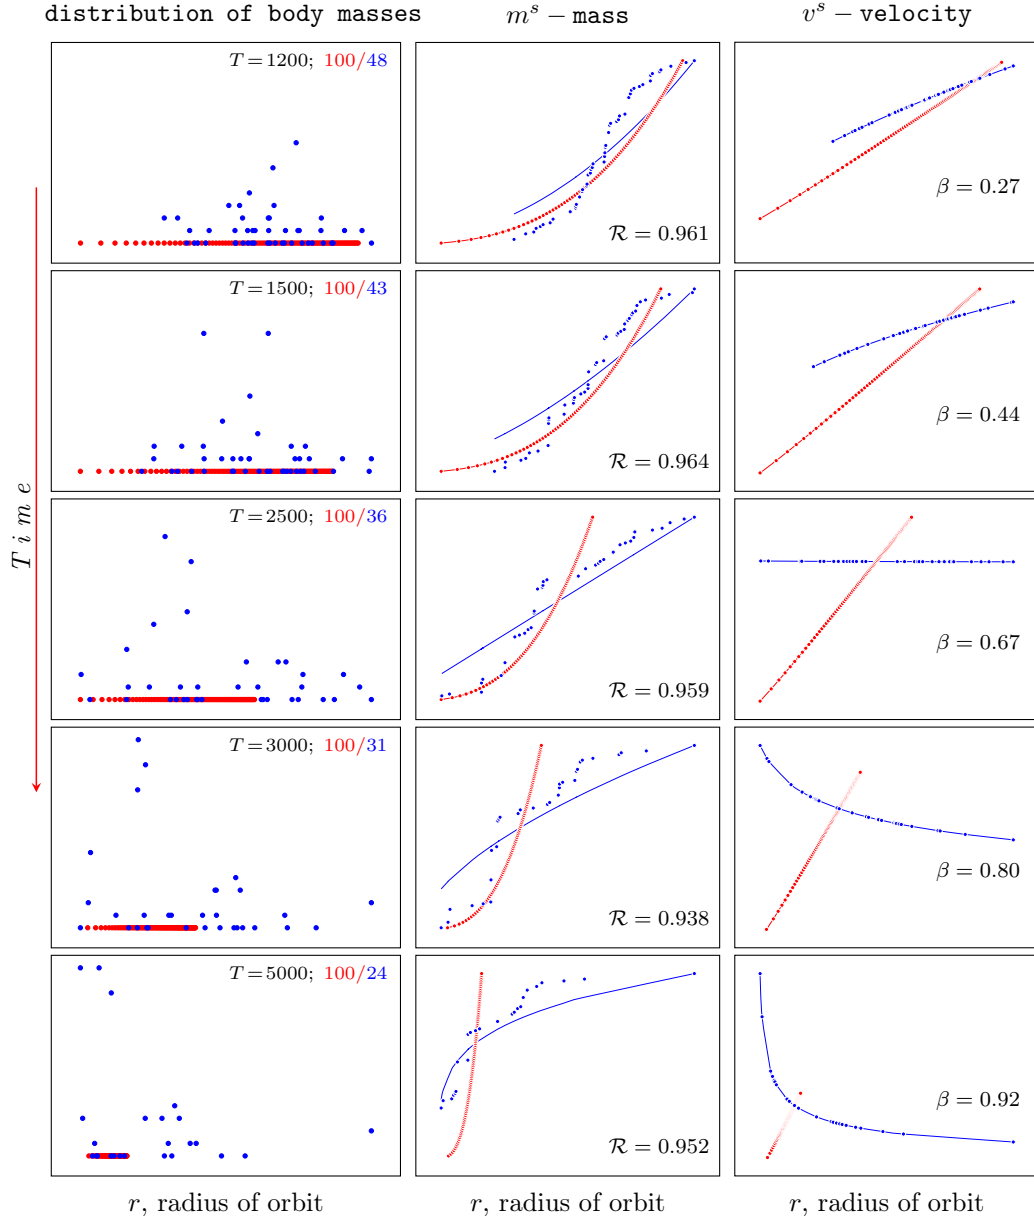 distribution of body masses
mˢ − mass
vˢ − velocity
T = 1200; 100/48
R = 0.961
β = 0.27
T = 1500; 100/43
R = 0.964
β = 0.44
T i m e
T = 2500; 100/36
R = 0.959
β = 0.67
T = 3000; 100/31
R = 0.938
β = 0.80
T = 5000; 100/24
R = 0.952
β = 0.92
r, radius of orbit
r, radius of orbit
r, radius of orbit